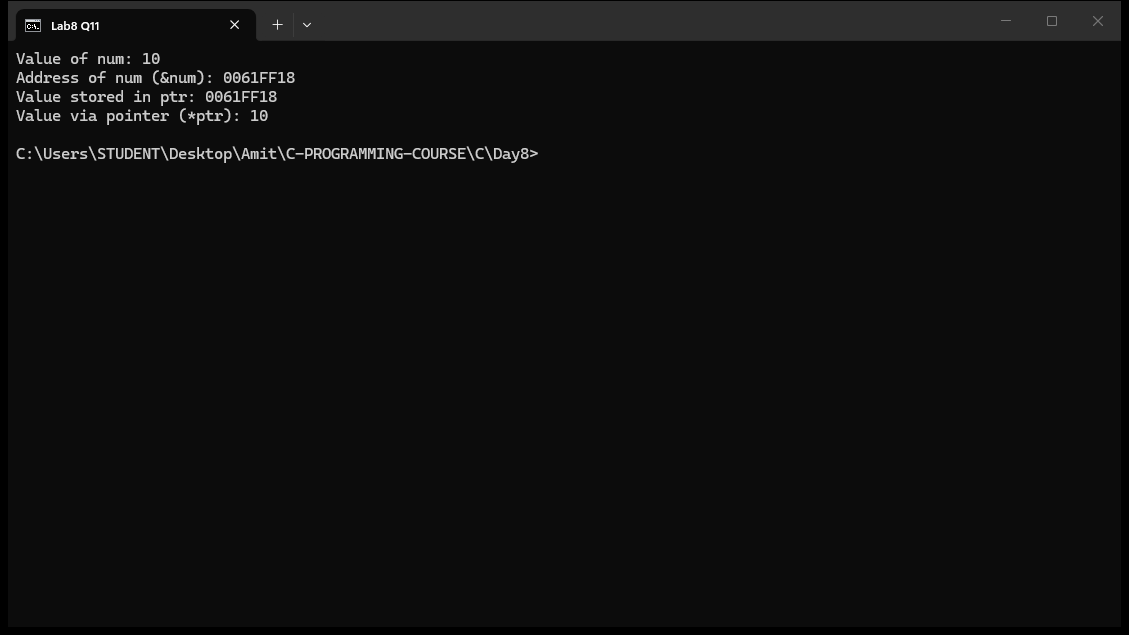 Lab8 Q11
Value of num: 10
Address of num (&num): 0061FF18
Value stored in ptr: 0061FF18
Value via pointer (*ptr): 10
C:\Users\STUDENT\Desktop\Amit\C-PROGRAMMING-COURSE\C\Day8>